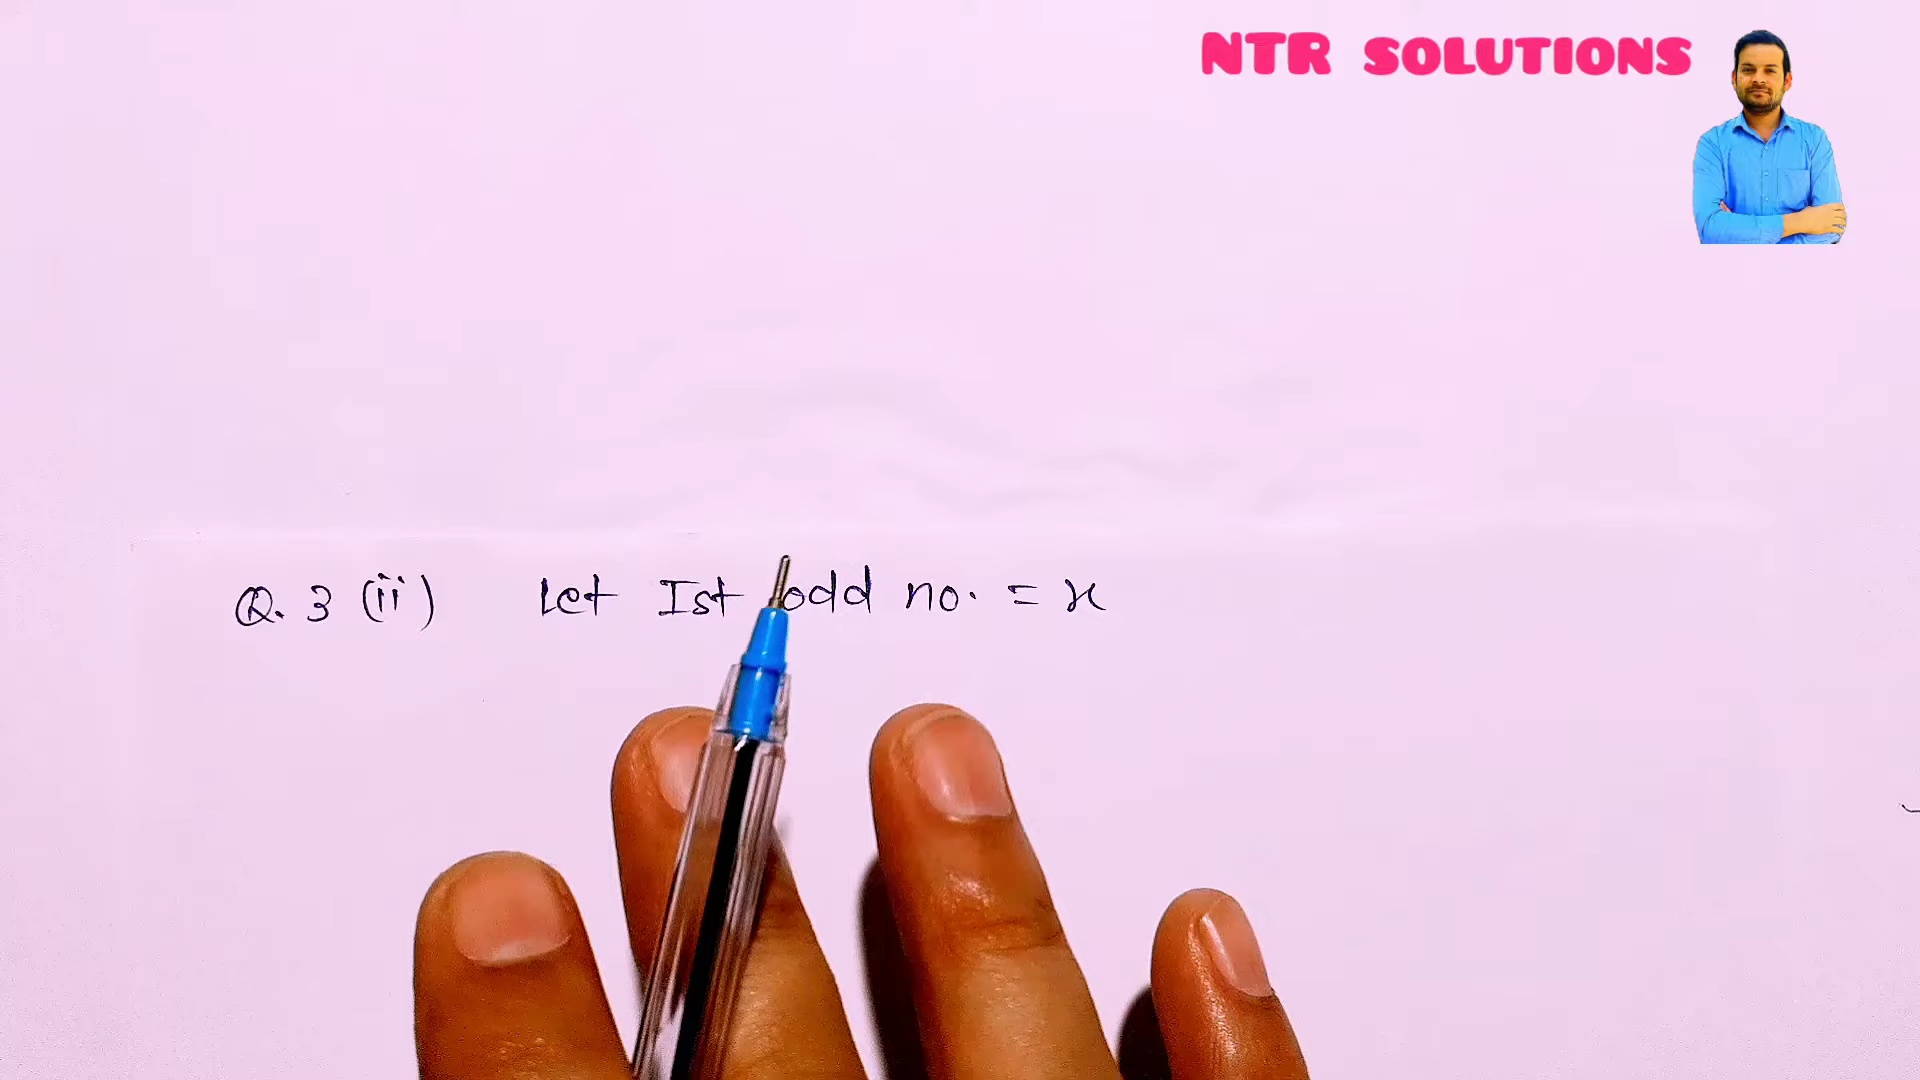 NTR SOLUTIONS
Q. 3 (ii) Let Ist odd no. = x